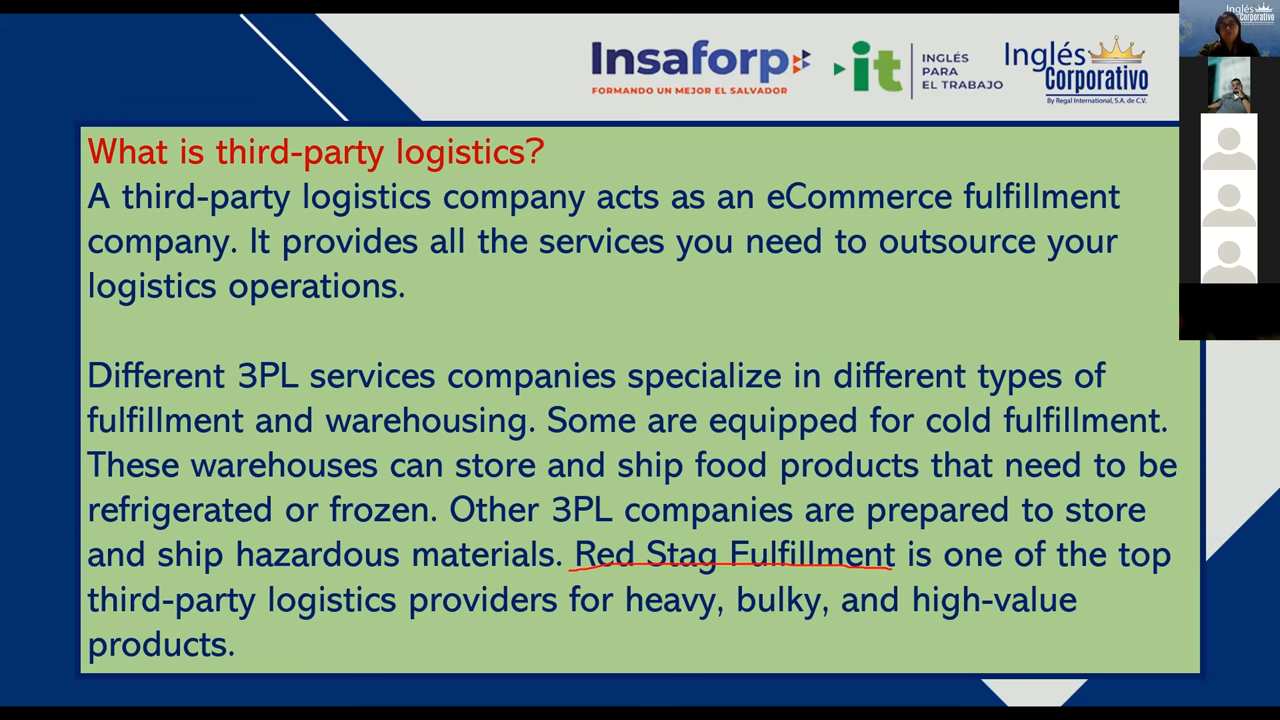 Insaforp
FORMANDO UN MEJOR EL SALVADOR
it
INGLÉS
PARA
EL TRABAJO
Inglés
Corporativo
By Regal International, S.A. de C.V.
Inglés
Corporativo
What is third-party logistics?
A third-party logistics company acts as an eCommerce fulfillment
company. It provides all the services you need to outsource your
logistics operations.
Different 3PL services companies specialize in different types of
fulfillment and warehousing. Some are equipped for cold fulfillment.
These warehouses can store and ship food products that need to be
refrigerated or frozen. Other 3PL companies are prepared to store
and ship hazardous materials. Red Stag Fulfillment is one of the top
third-party logistics providers for heavy, bulky, and high-value
products.